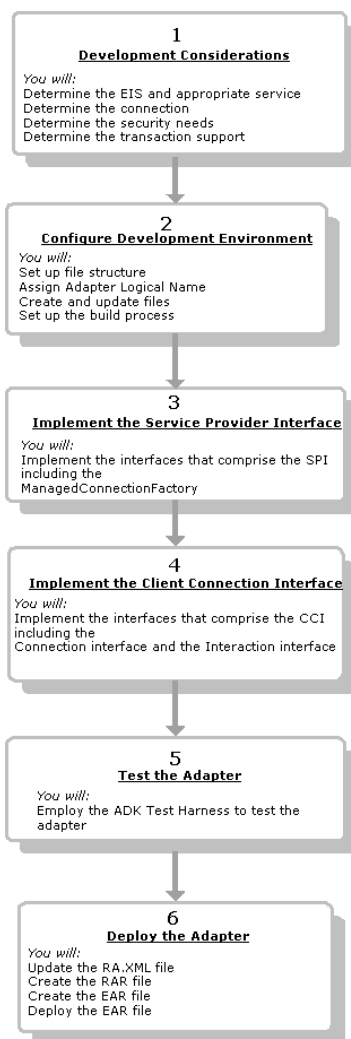 1
Development Considerations
You will:
Determine the EIS and appropriate service
Determine the connection
Determine the security needs
Determine the transaction support
2
Configure Development Environment
You will:
Set up file structure
Assign Adapter Logical Name
Create and update files
Set up the build process
3
Implement the Service Provider Interface
You will:
Implement the interfaces that comprise the SPI
including the
ManagedConnectionFactory
4
Implement the Client Connection Interface
You will:
Implement the interfaces that comprise the CCI
including the
Connection interface and the Interaction interface
5
Test the Adapter
You will:
Employ the ADK Test Harness to test the
adapter
6
Deploy the Adapter
You will:
Update the RA.XML file
Create the RAR file
Create the EAR file
Deploy the EAR file